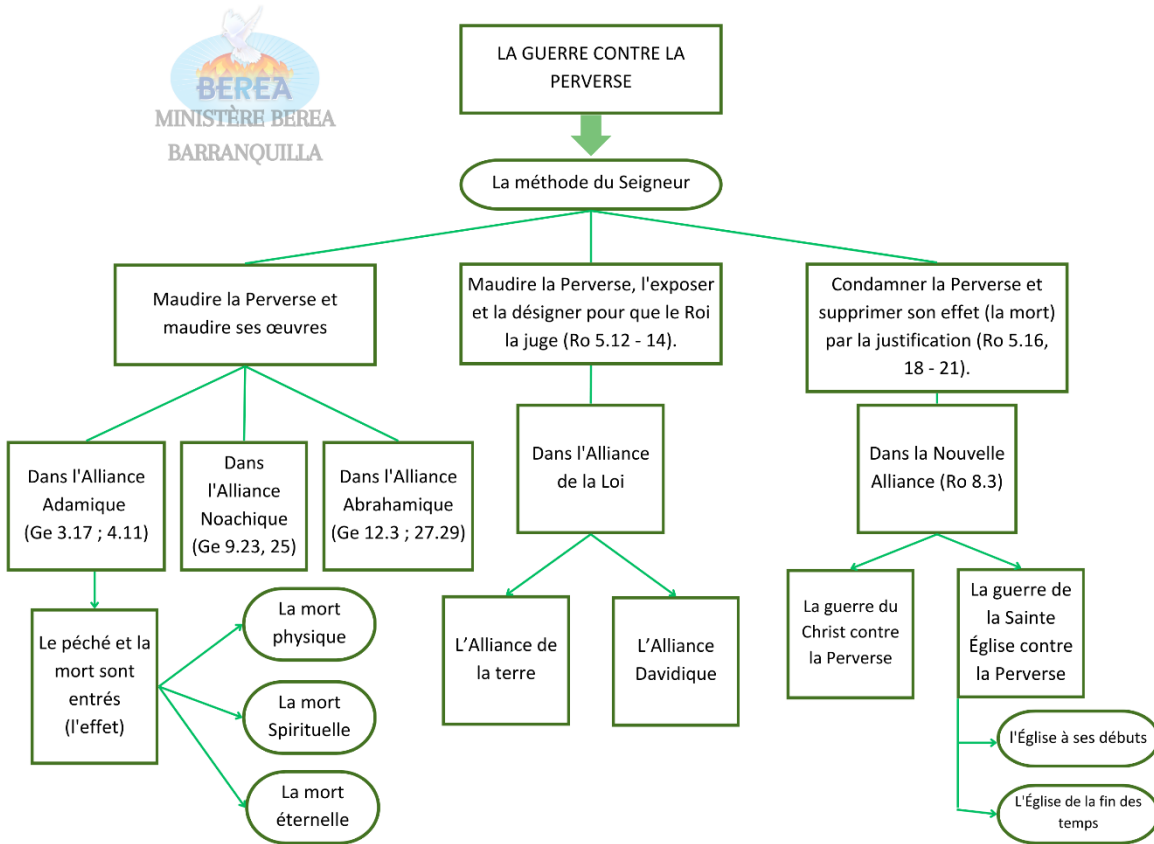 BEREA
MINISTÈRE BEREA
BARRANQUILLA
LA GUERRE CONTRE LA
PERVERSE
La méthode du Seigneur
Maudire la Perverse et
maudire ses œuvres
Maudire la Perverse, l'exposer
et la désigner pour que le Roi
la juge (Ro 5.12 - 14).
Condamner la Perverse et
supprimer son effet (la mort)
par la justification (Ro 5.16,
18 - 21).
Dans l'Alliance
Adamique
(Ge 3.17 ; 4.11)
Dans
l'Alliance
Noachique
(Ge 9.23, 25)
Dans l'Alliance
Abrahamique
(Ge 12.3 ; 27.29)
Dans l'Alliance
de la Loi
Dans la Nouvelle
Alliance (Ro 8.3)
Le péché et la
mort sont
entrés
(l'effet)
La mort
physique
La mort
Spirituelle
La mort
éternelle
L’Alliance de
la terre
L’Alliance
Davidique
La guerre du
Christ contre
la Perverse
La guerre de
la Sainte
Église contre
la Perverse
l'Église à ses débuts
L'Église de la fin des
temps